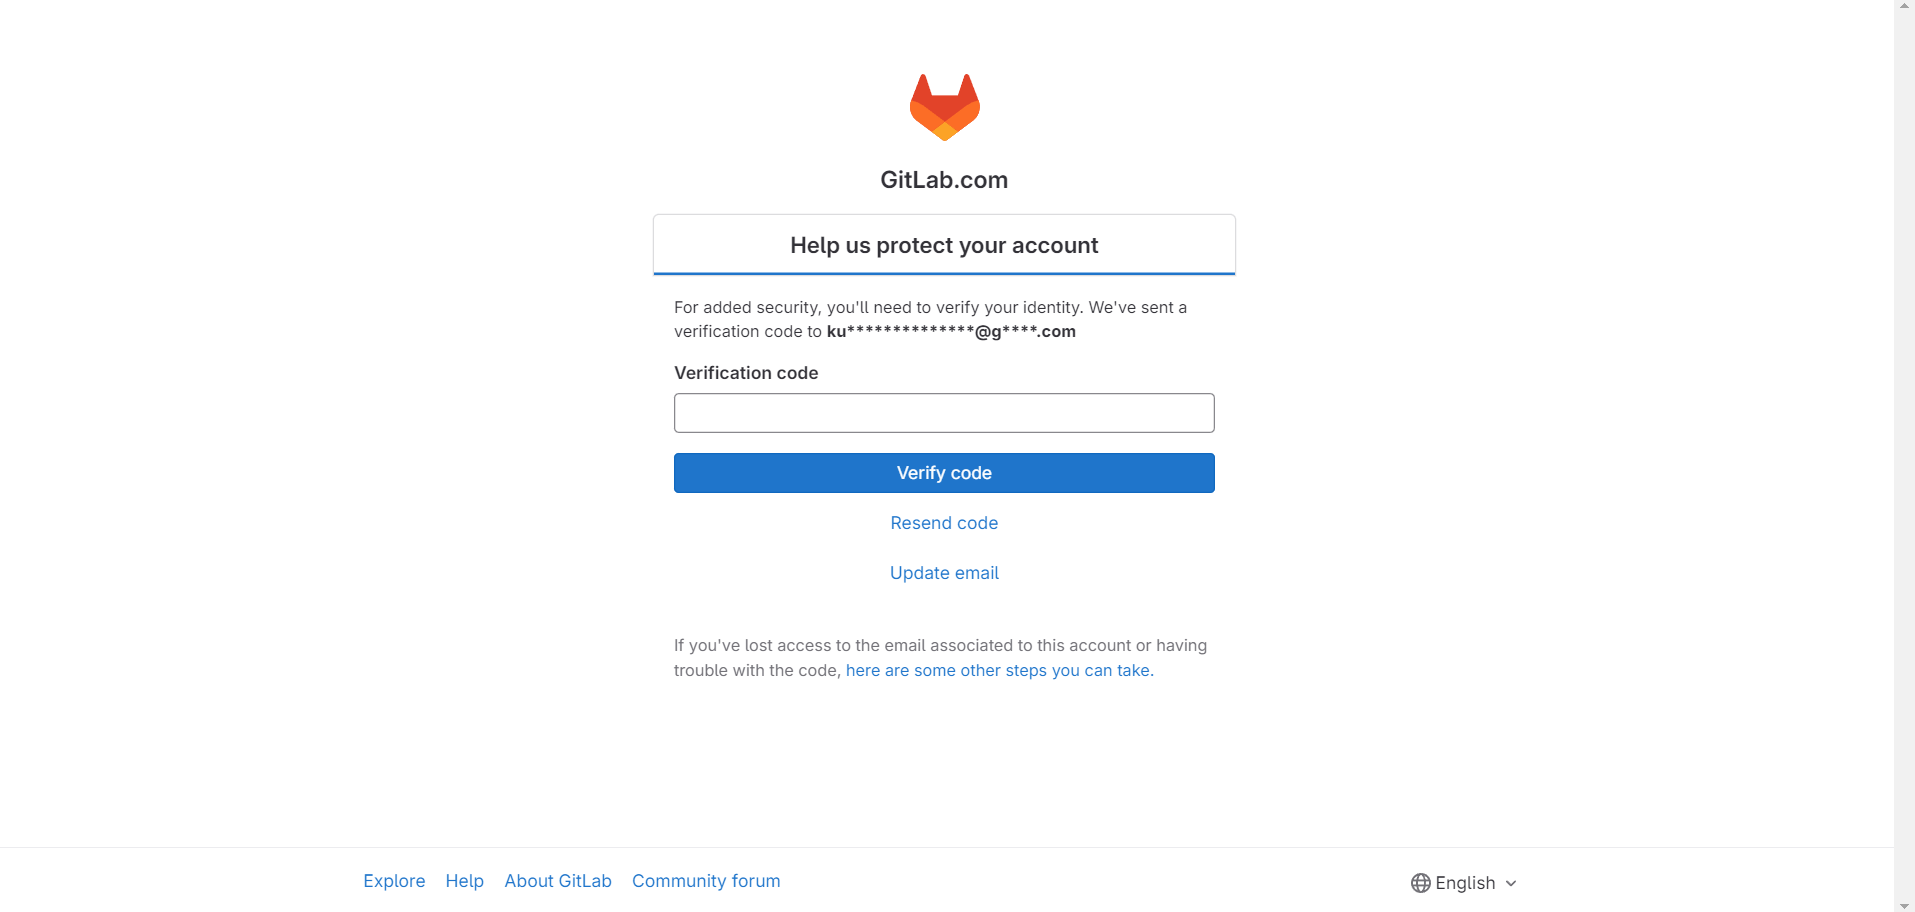 GitLab.com
Help us protect your account
For added security, you'll need to verify your identity. We've sent a
verification code to ku**************@g****.com
Verification code
Verify code
Resend code
Update email
If you've lost access to the email associated to this account or having
trouble with the code, here are some other steps you can take.
Explore Help About GitLab Community forum English